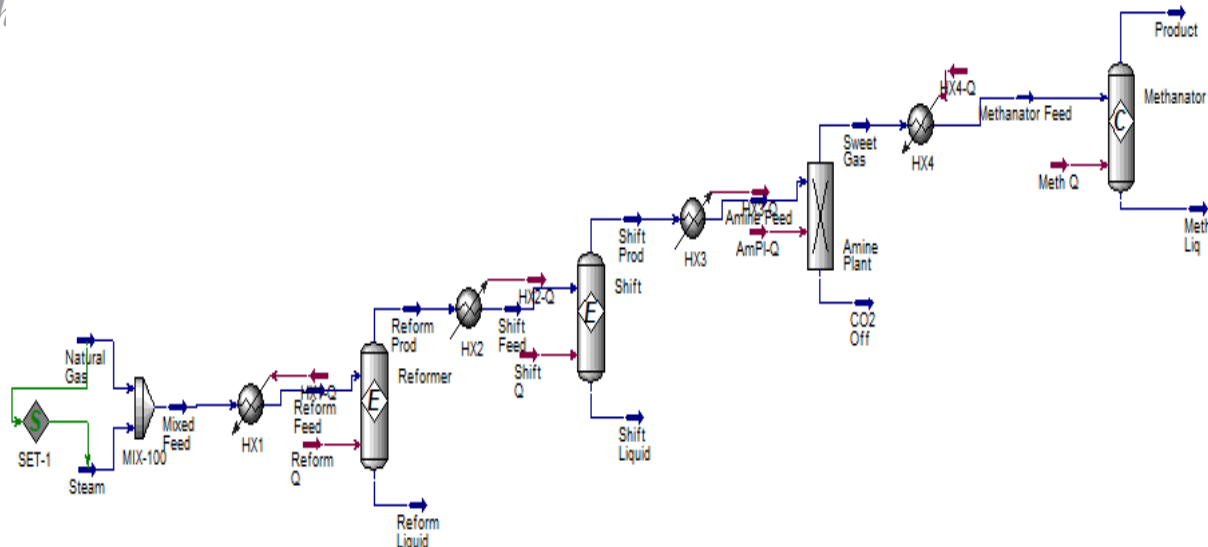 Product
HX4-Q
Methanator
C
Methanator Feed
Sweet
Gas
HX4
Meth Q
Meth
Liq
Shift
Prod
Amine Feed
HX3
AmPl-Q
Amine
Plant
CO2
Off
Shift
E
HX2-Q
Reform
Prod
HX2
Shift
Feed
Shift
Q
Shift
Liquid
Natural
Gas
Reformer
E
Reform
Feed
Mixed
Feed
HX1
S
SET-1
MIX-100
Steam
Reform
Q
Reform
Liquid